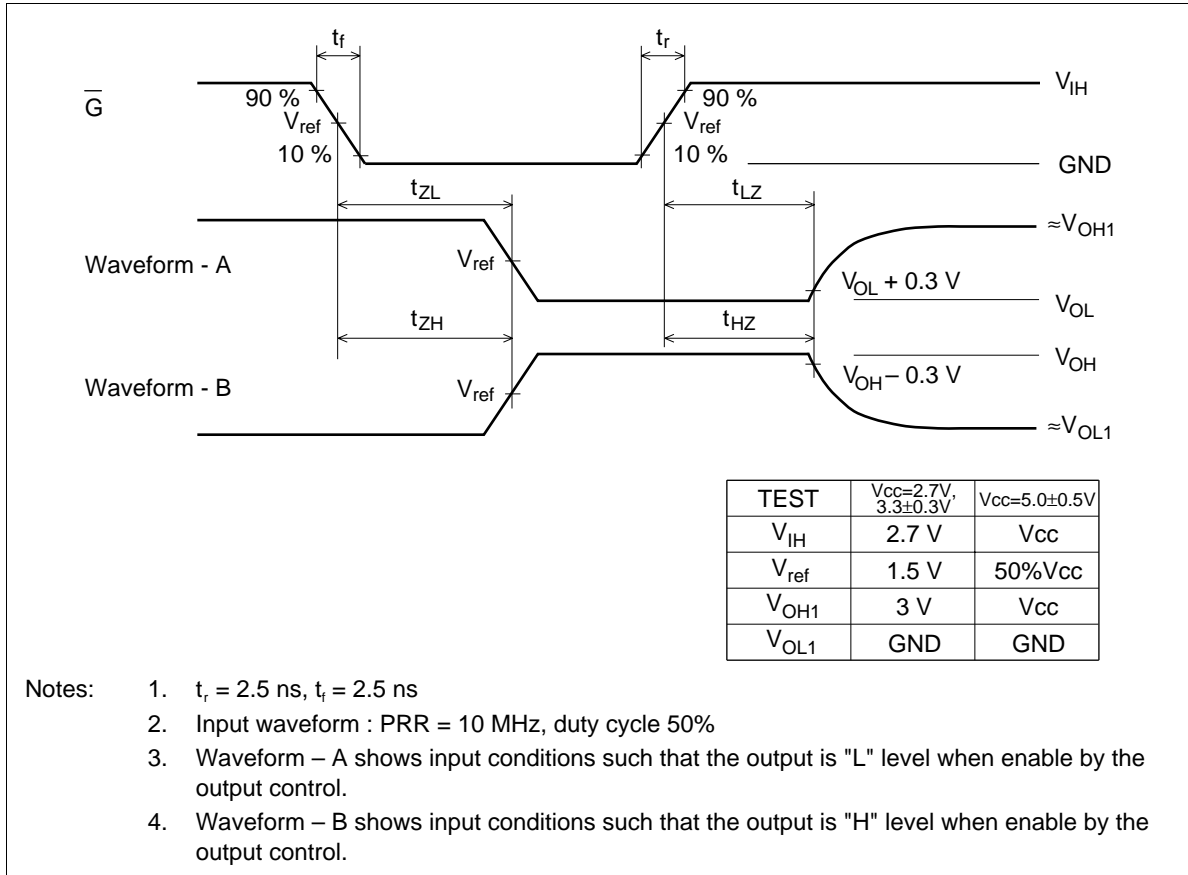 tf tr
G̅ 90 % 90 % VIH
Vref Vref
10 % 10 % GND
tZL tLZ
≈VOH1
Waveform - A Vref
VOL + 0.3 V
VOL
tZH tHZ
VOH
VOH – 0.3 V
Waveform - B Vref
≈VOL1
TEST Vcc=2.7V, 3.3±0.3V Vcc=5.0±0.5V
VIH 2.7 V Vcc
Vref 1.5 V 50%Vcc
VOH1 3 V Vcc
VOL1 GND GND
Notes: 1. tr = 2.5 ns, tf = 2.5 ns
2. Input waveform : PRR = 10 MHz, duty cycle 50%
3. Waveform – A shows input conditions such that the output is "L" level when enable by the
output control.
4. Waveform – B shows input conditions such that the output is "H" level when enable by the
output control.